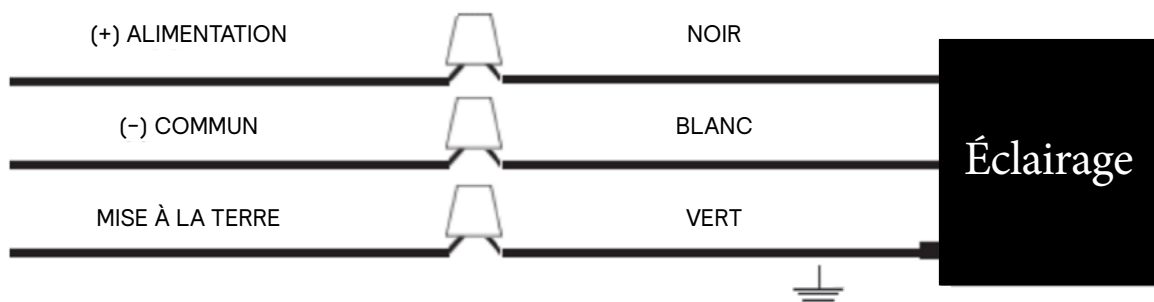 (+) ALIMENTATION
NOIR
(-) COMMUN
BLANC
Éclairage
MISE À LA TERRE
VERT